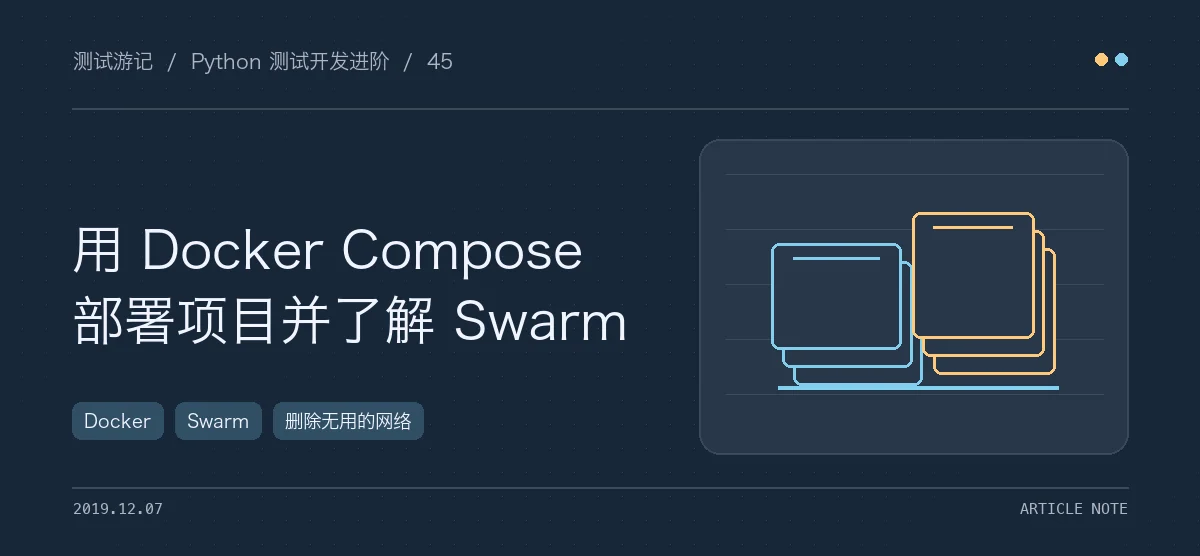 测试游记 / Python 测试开发进阶 / 45
用 Docker Compose
部署项目并了解 Swarm
Docker Swarm 删除无用的网络
2019.12.07 ARTICLE NOTE